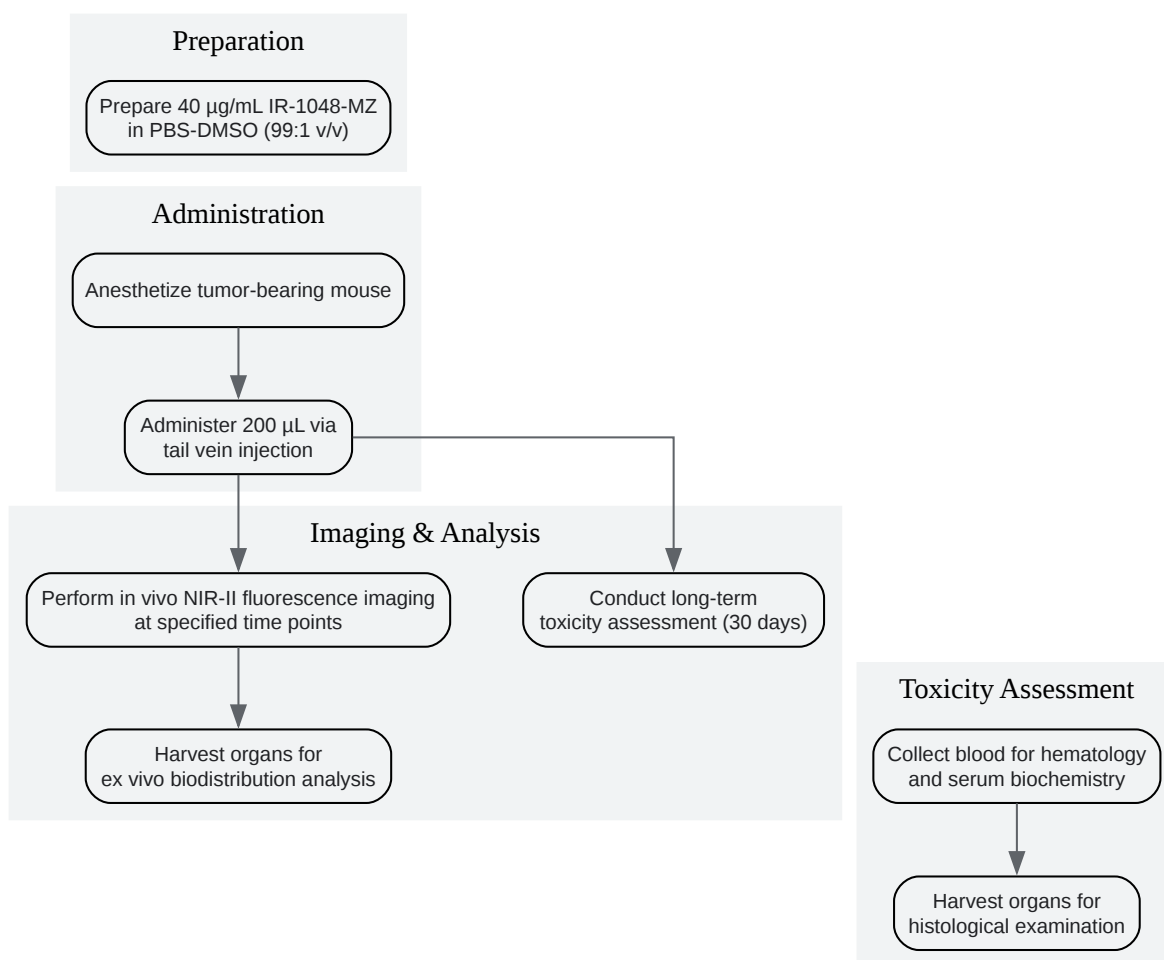 Preparation
Prepare 40 µg/mL IR-1048-MZ
in PBS-DMSO (99:1 v/v)
Administration
Anesthetize tumor-bearing mouse
Administer 200 µL via
tail vein injection
Imaging & Analysis
Perform in vivo NIR-II fluorescence imaging
at specified time points
Conduct long-term
toxicity assessment (30 days)
Harvest organs for
ex vivo biodistribution analysis
Toxicity Assessment
Collect blood for hematology
and serum biochemistry
Harvest organs for
histological examination